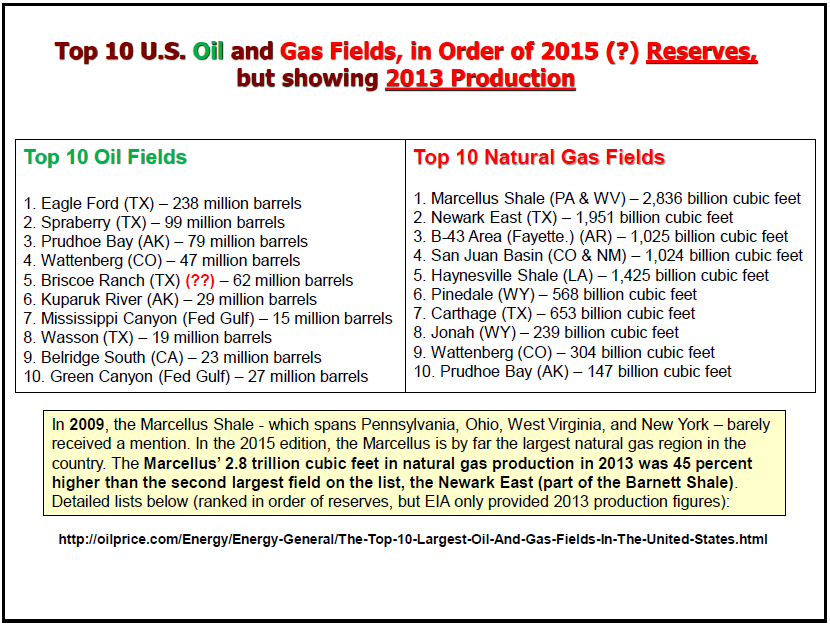 Top 10 U.S. Oil and Gas Fields, in Order of 2015 (?) Reserves,
but showing 2013 Production
Top 10 Oil Fields
1. Eagle Ford (TX) – 238 million barrels
2. Spraberry (TX) – 99 million barrels
3. Prudhoe Bay (AK) – 79 million barrels
4. Wattenberg (CO) – 47 million barrels
5. Briscoe Ranch (TX) (??) – 62 million barrels
6. Kuparuk River (AK) – 29 million barrels
7. Mississippi Canyon (Fed Gulf) – 15 million barrels
8. Wasson (TX) – 19 million barrels
9. Belridge South (CA) – 23 million barrels
10. Green Canyon (Fed Gulf) – 27 million barrels
Top 10 Natural Gas Fields
1. Marcellus Shale (PA & WV) – 2,836 billion cubic feet
2. Newark East (TX) – 1,951 billion cubic feet
3. B-43 Area (Fayette.) (AR) – 1,025 billion cubic feet
4. San Juan Basin (CO & NM) – 1,024 billion cubic feet
5. Haynesville Shale (LA) – 1,425 billion cubic feet
6. Pinedale (WY) – 568 billion cubic feet
7. Carthage (TX) – 653 billion cubic feet
8. Jonah (WY) – 239 billion cubic feet
9. Wattenberg (CO) – 304 billion cubic feet
10. Prudhoe Bay (AK) – 147 billion cubic feet
In 2009, the Marcellus Shale - which spans Pennsylvania, Ohio, West Virginia, and New York – barely
received a mention. In the 2015 edition, the Marcellus is by far the largest natural gas region in the
country. The Marcellus’ 2.8 trillion cubic feet in natural gas production in 2013 was 45 percent
higher than the second largest field on the list, the Newark East (part of the Barnett Shale).
Detailed lists below (ranked in order of reserves, but EIA only provided 2013 production figures):
http://oilprice.com/Energy/Energy-General/The-Top-10-Largest-Oil-And-Gas-Fields-In-The-United-States.html